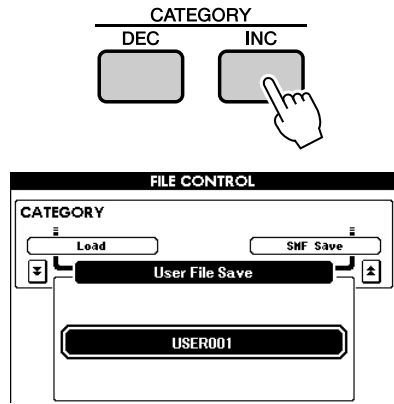 CATEGORY
DEC INC
FILE CONTROL
CATEGORY
Load SMF Save
User File Save
USER001